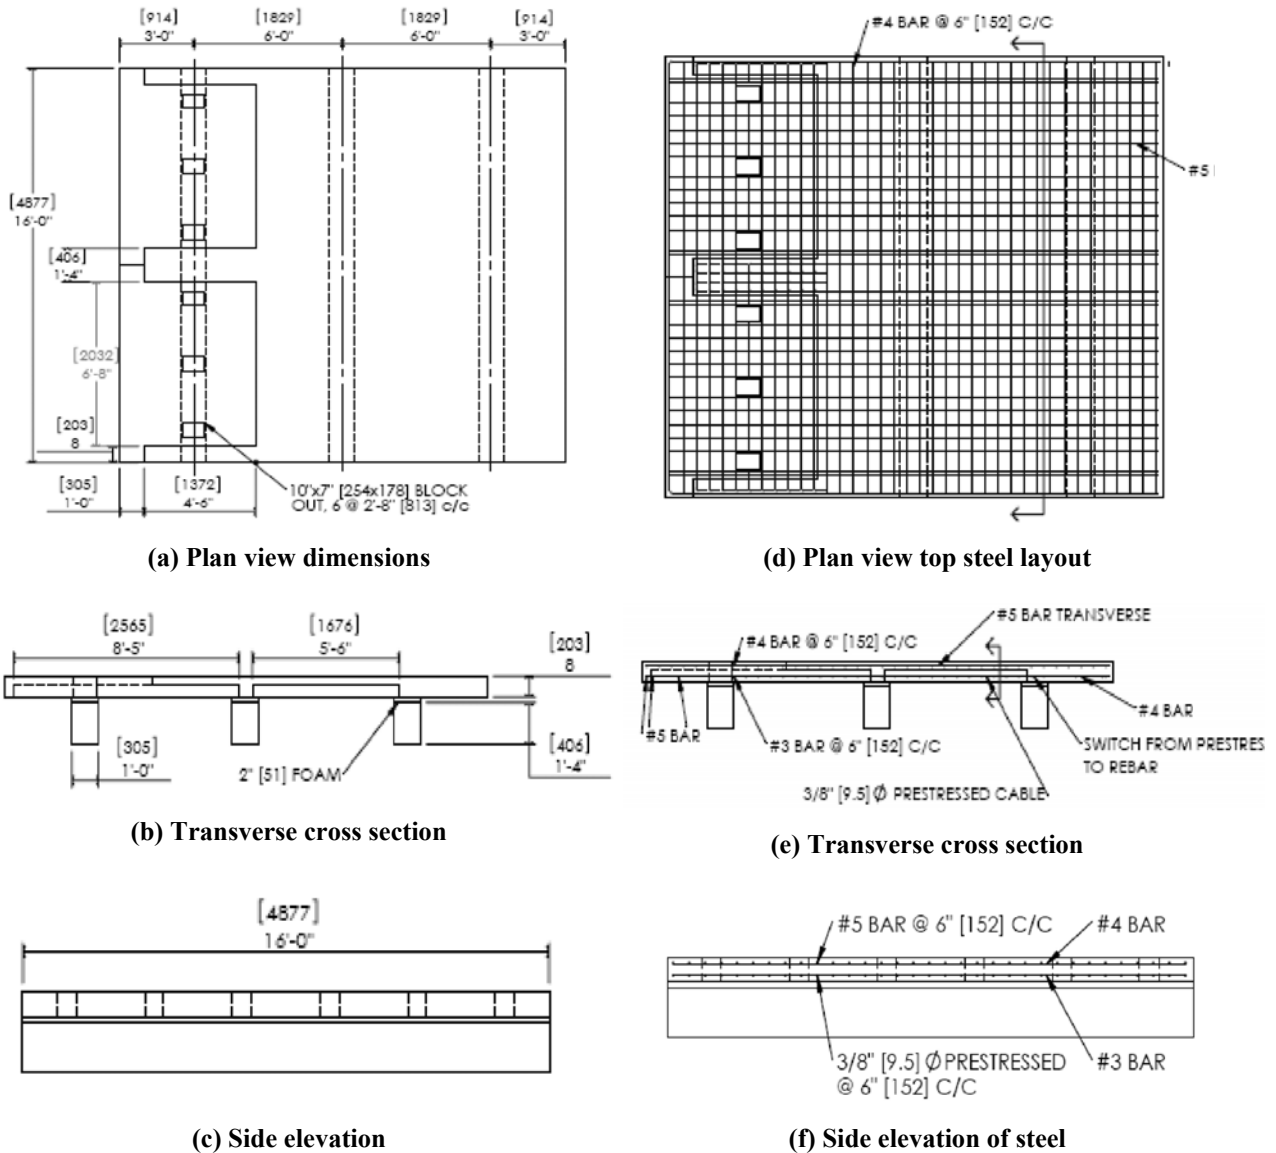 [914]
3'-0"
[1829]
6'-0"
[1829]
6'-0"
[914]
3'-0"
[4877]
16'-0"
[406]
1'-4"
[2032]
6'-8"
[203]
8
[305]
1'-0"
[1372]
4'-6"
10"x7" [254x178] BLOCK
OUT, 6 @ 2'-8" [813] c/c
(a) Plan view dimensions
#4 BAR @ 6" [152] C/C
#5
(d) Plan view top steel layout
[2565]
8'-5"
[1676]
5'-6"
[203]
8
[305]
1'-0"
2" [51] FOAM
[406]
1'-4"
(b) Transverse cross section
#5 BAR TRANSVERSE
#4 BAR @ 6" [152] C/C
#5 BAR
#3 BAR @ 6" [152] C/C
#4 BAR
SWITCH FROM PRESTRES
TO REBAR
3/8" [9.5] Ø PRESTRESSED CABLE
(e) Transverse cross section
[4877]
16'-0"
(c) Side elevation
#5 BAR @ 6" [152] C/C
#4 BAR
3/8" [9.5] Ø PRESTRESSED
@ 6" [152] C/C
#3 BAR
(f) Side elevation of steel